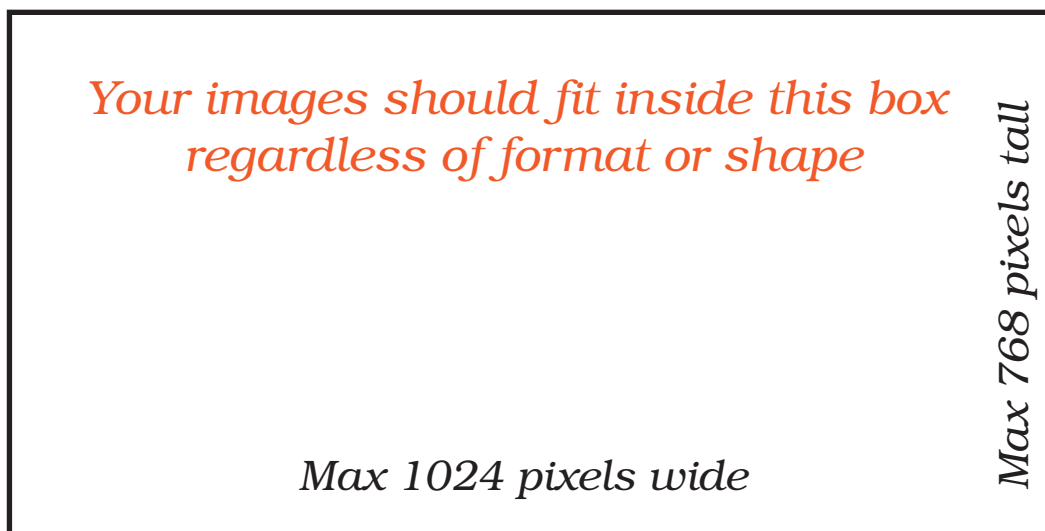 Your images should fit inside this box
regardless of format or shape
Max 768 pixels tall
Max 1024 pixels wide